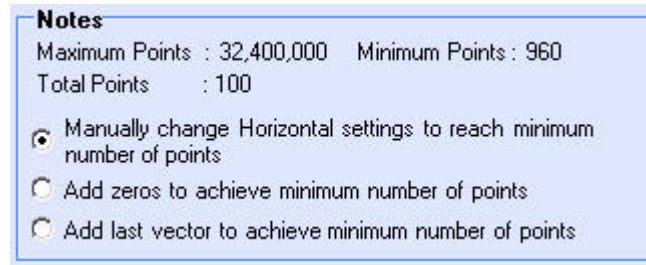 Notes
Maximum Points : 32,400,000 Minimum Points : 960
Total Points : 100
Manually change Horizontal settings to reach minimum
number of points
Add zeros to achieve minimum number of points
Add last vector to achieve minimum number of points